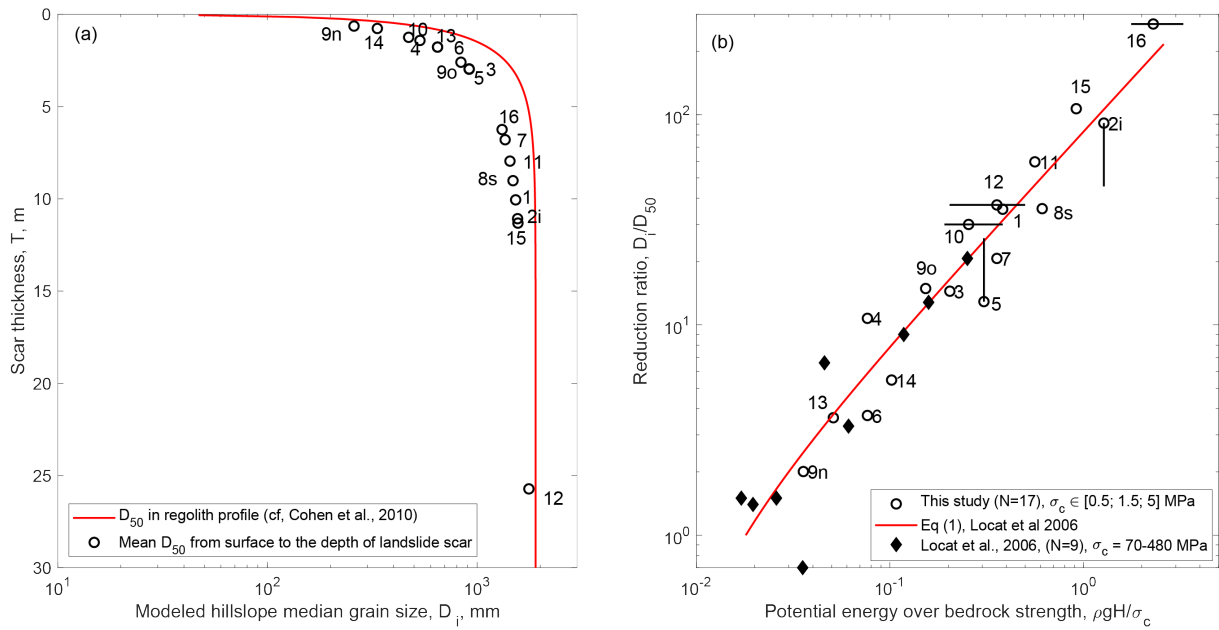 (a)
0
5
10
15
20
25
30
Scar thickness, T, m
9n
14
10
4
13
6
9o
5
3
16
7
11
8s
1
2i
15
12
D50 in regolith profile (cf, Cohen et al., 2010)
Mean D50 from surface to the depth of landslide scar
10^1
10^2
10^3
Modeled hillslope median grain size, D i, mm
(b)
10^2
10^1
10^0
Reduction ratio, Di/D50
16
15
2i
11
12
1
8s
10
7
9o
3
5
4
14
13
6
9n
This study (N=17), σc ∈ [0.5; 1.5; 5] MPa
Eq (1), Locat et al 2006
Locat et al., 2006, (N=9), σc = 70-480 MPa
10^-2
10^-1
10^0
Potential energy over bedrock strength, ρgH/σc